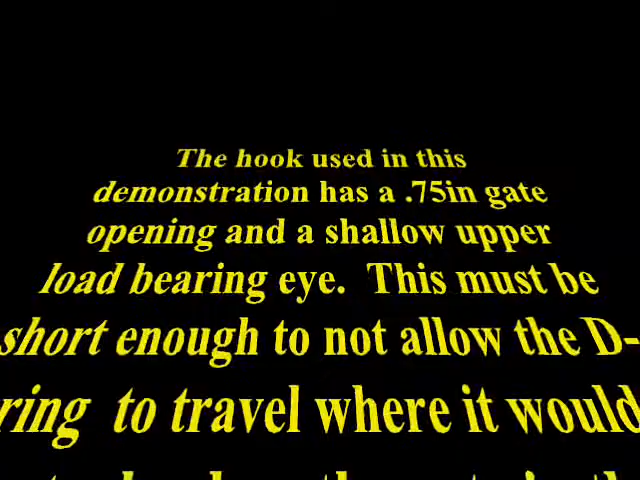 The hook used in this
demonstration has a .75in gate
opening and a shallow upper
load bearing eye.  This must be
short enough to not allow the D-
ring  to travel where it would